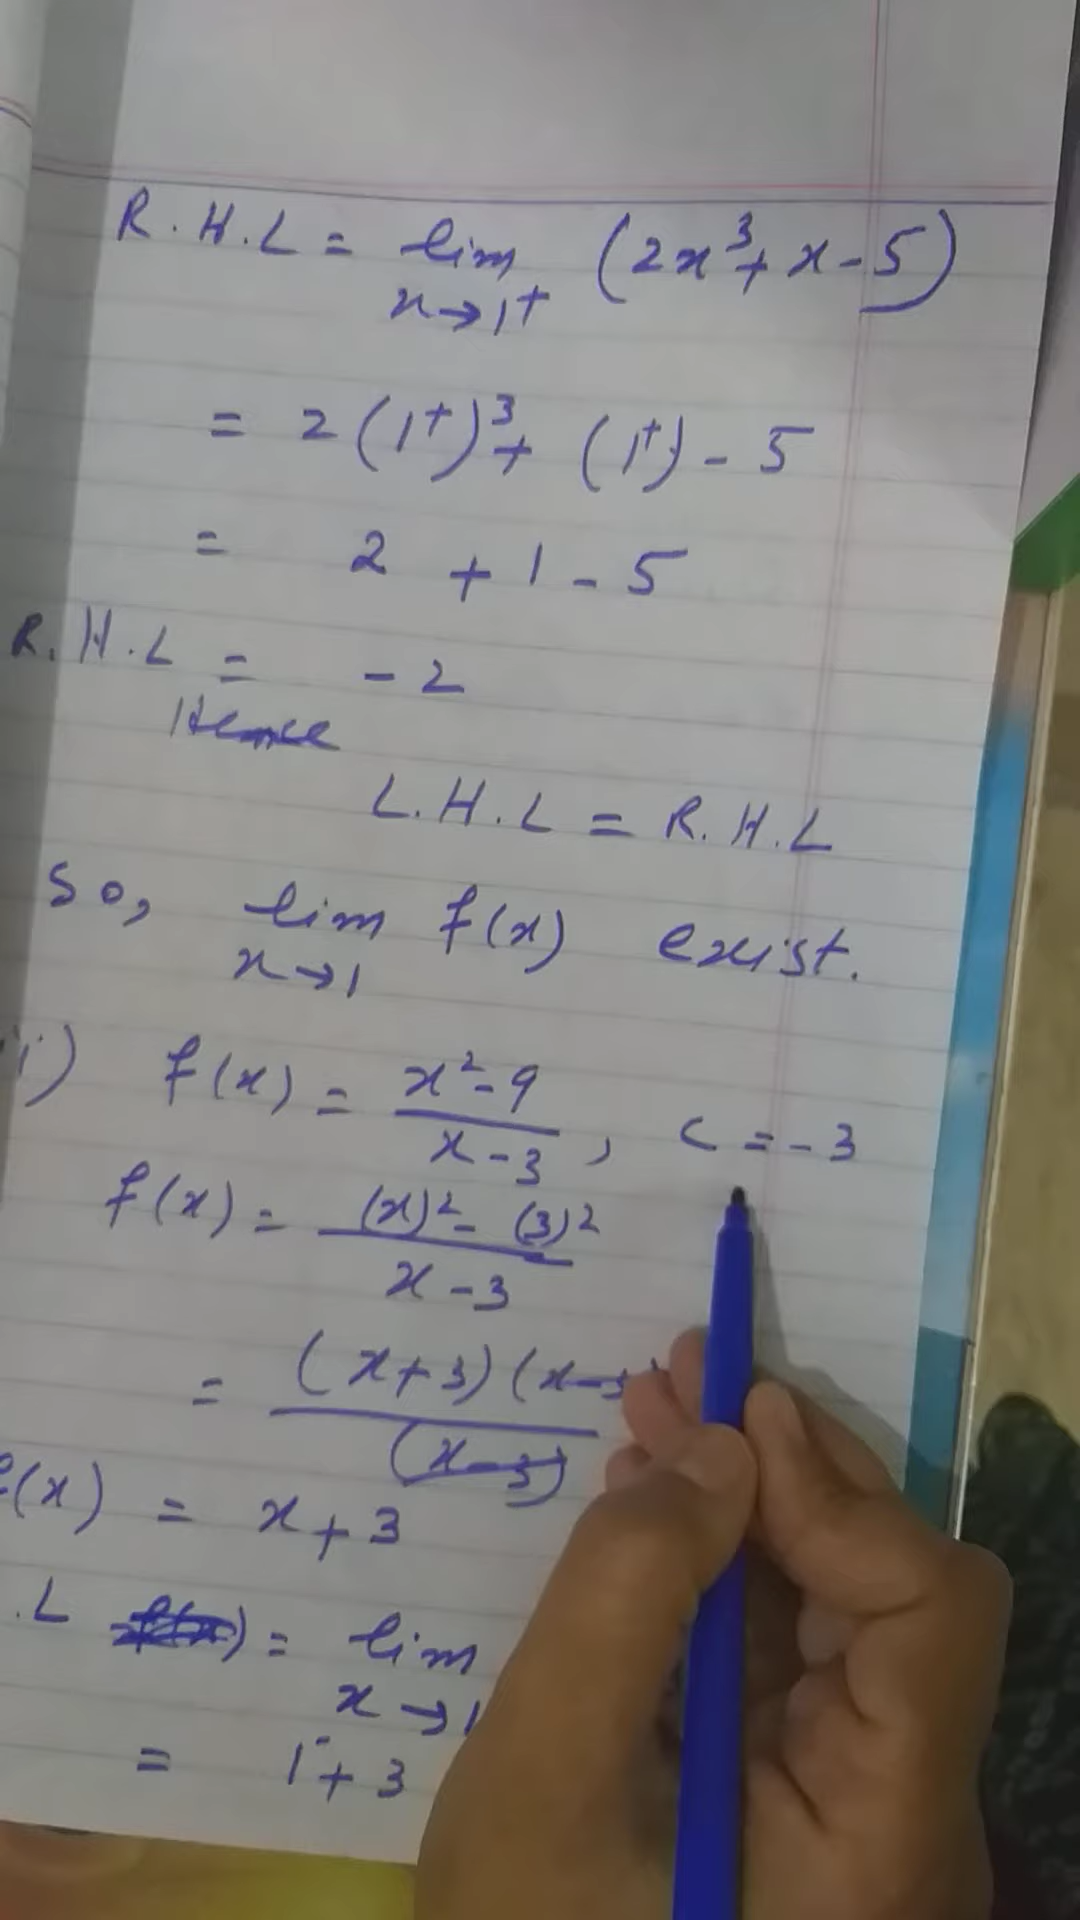 R.H.L = lim (2x³ + x - 5)
x→1⁺
= 2(1⁺)³ + (1⁺) - 5
= 2 + 1 - 5
R.H.L = -2
Hence
L.H.L = R.H.L
So, lim f(x) exist.
x→1
i) f(x) = x²-9 / x-3 , c = -3
f(x) = (x)² - (3)² / x-3
= (x+3)(x-3) / (x-3)
f(x) = x+3
.L = lim
x→1
= 1⁻+3